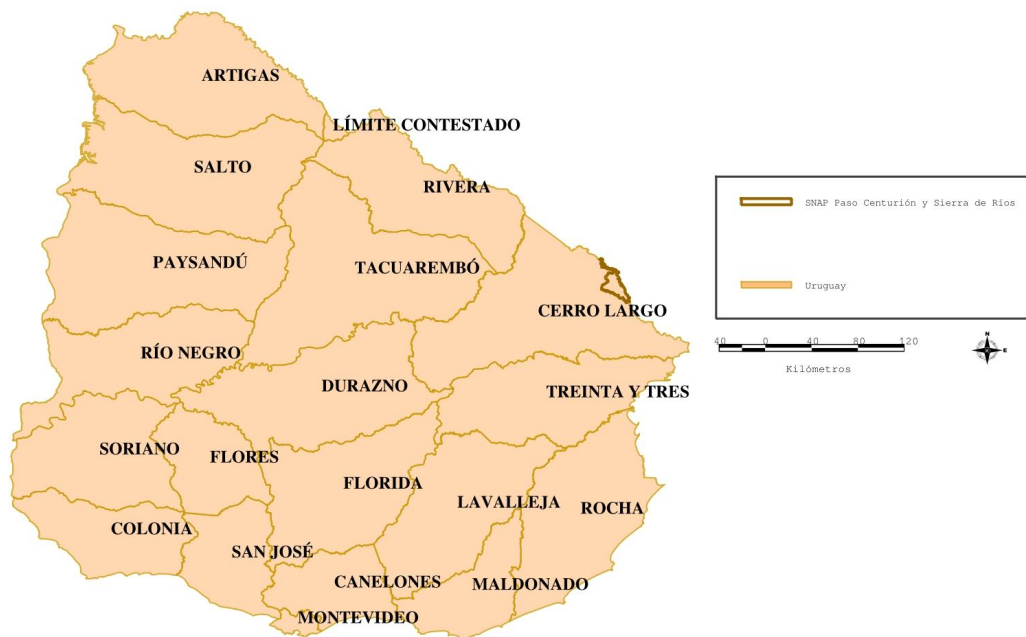 ARTIGAS
LÍMITE CONTESTADO
SALTO
RIVERA
PAYSANDÚ
TACUAREMBÓ
CERRO LARGO
RÍO NEGRO
DURAZNO
TREINTA Y TRES
SORIANO
FLORES
FLORIDA
LAVALLEJA
ROCHA
COLONIA
SAN JOSÉ
CANELONES
MALDONADO
MONTEVIDEO
SNAP Paso Centurión y Sierra de Ríos
Uruguay
40 0 40 80 120
Kilómetros
N
E